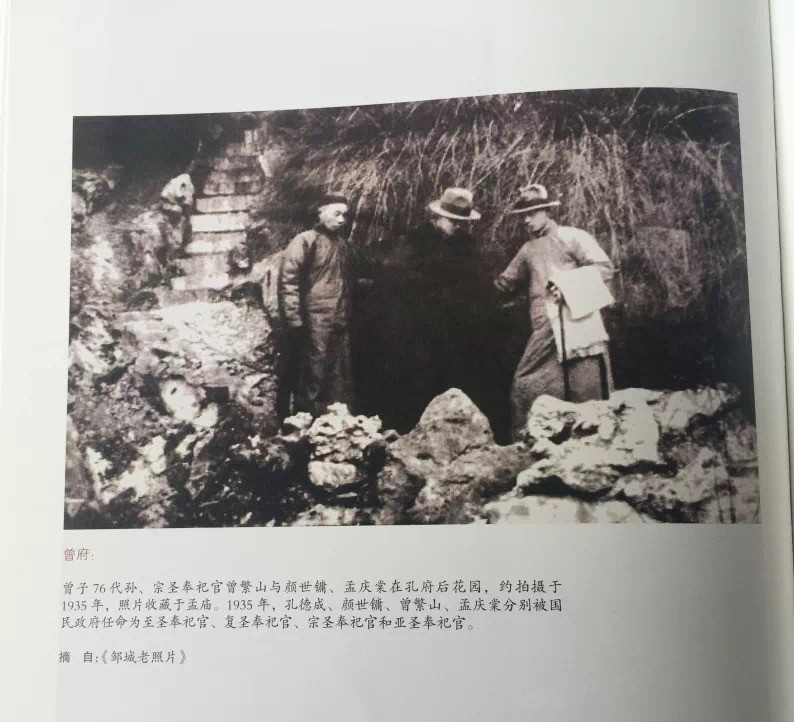 曾府:
曾子76代孙、宗圣奉祀官曾繁山与颜世镛、孟庆棠在孔府后花园，约拍摄于
1935年，照片收藏于孟庙。1935年，孔德成、颜世镛、曾繁山、孟庆棠分别被国
民政府任命为至圣奉祀官、复圣奉祀官、宗圣奉祀官和亚圣奉祀官。
摘 自:《邹城老照片》